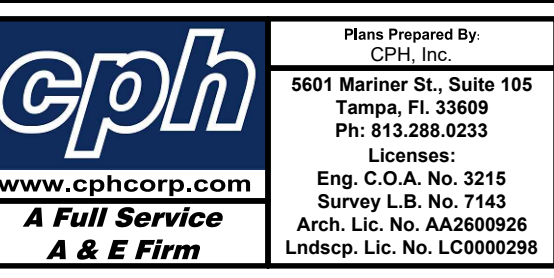 cph
www.cphcorp.com
A Full Service
A & E Firm
Plans Prepared By:
CPH, Inc.
5601 Mariner St., Suite 105
Tampa, Fl. 33609
Ph: 813.288.0233
Licenses:
Eng. C.O.A. No. 3215
Survey L.B. No. 7143
Arch. Lic. No. AA2600926
Lndscp. Lic. No. LC0000298